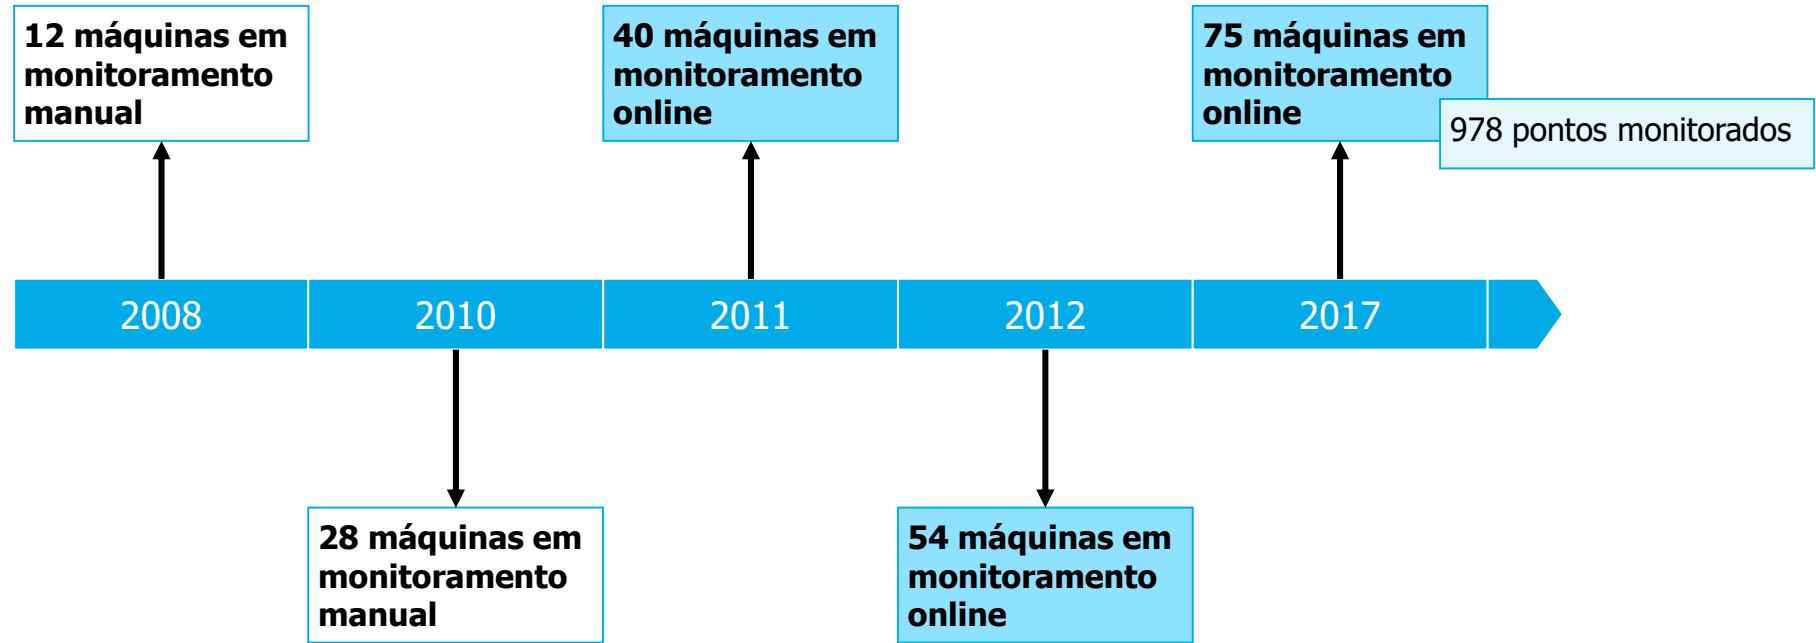 12 máquinas em
monitoramento
manual
40 máquinas em
monitoramento
online
75 máquinas em
monitoramento
online
978 pontos monitorados
2008
2010
2011
2012
2017
28 máquinas em
monitoramento
manual
54 máquinas em
monitoramento
online